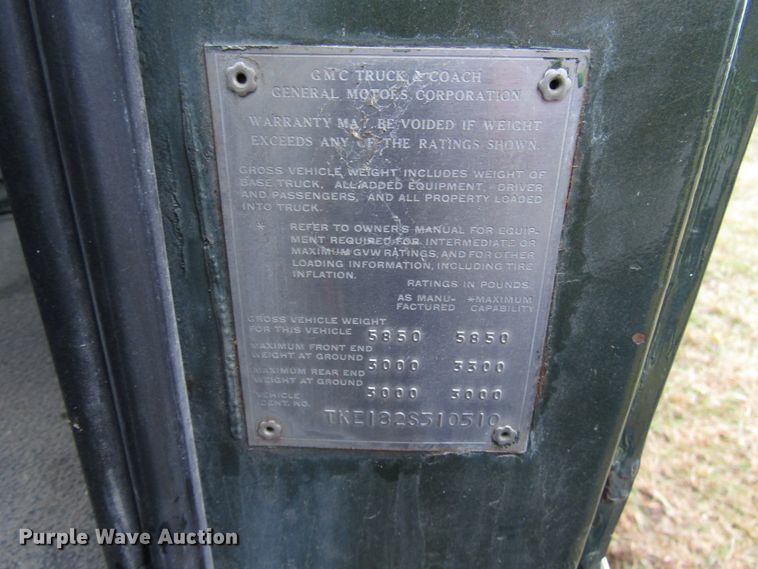 GMC TRUCK & COACH
GENERAL MOTORS CORPORATION
WARRANTY MAY BE VOIDED IF WEIGHT
EXCEEDS ANY OF THE RATINGS SHOWN.
GROSS VEHICLE WEIGHT INCLUDES WEIGHT OF
BASE TRUCK, ALL ADDED EQUIPMENT, DRIVER
AND PASSENGERS, AND ALL PROPERTY LOADED
INTO TRUCK.
* REFER TO OWNER'S MANUAL FOR EQUIP-
MENT REQUIRED FOR INTERMEDIATE OR
MAXIMUM GVW RATINGS, AND FOR OTHER
LOADING INFORMATION, INCLUDING TIRE
INFLATION.
RATINGS IN POUNDS.
AS MANU- *MAXIMUM
FACTURED CAPABILITY
GROSS VEHICLE WEIGHT
FOR THIS VEHICLE 5850 5850
MAXIMUM FRONT END
WEIGHT AT GROUND 3000 3300
MAXIMUM REAR END
WEIGHT AT GROUND 3000 3000
VEHICLE
IDENT. NO. TKE182S510510
Purple Wave Auction